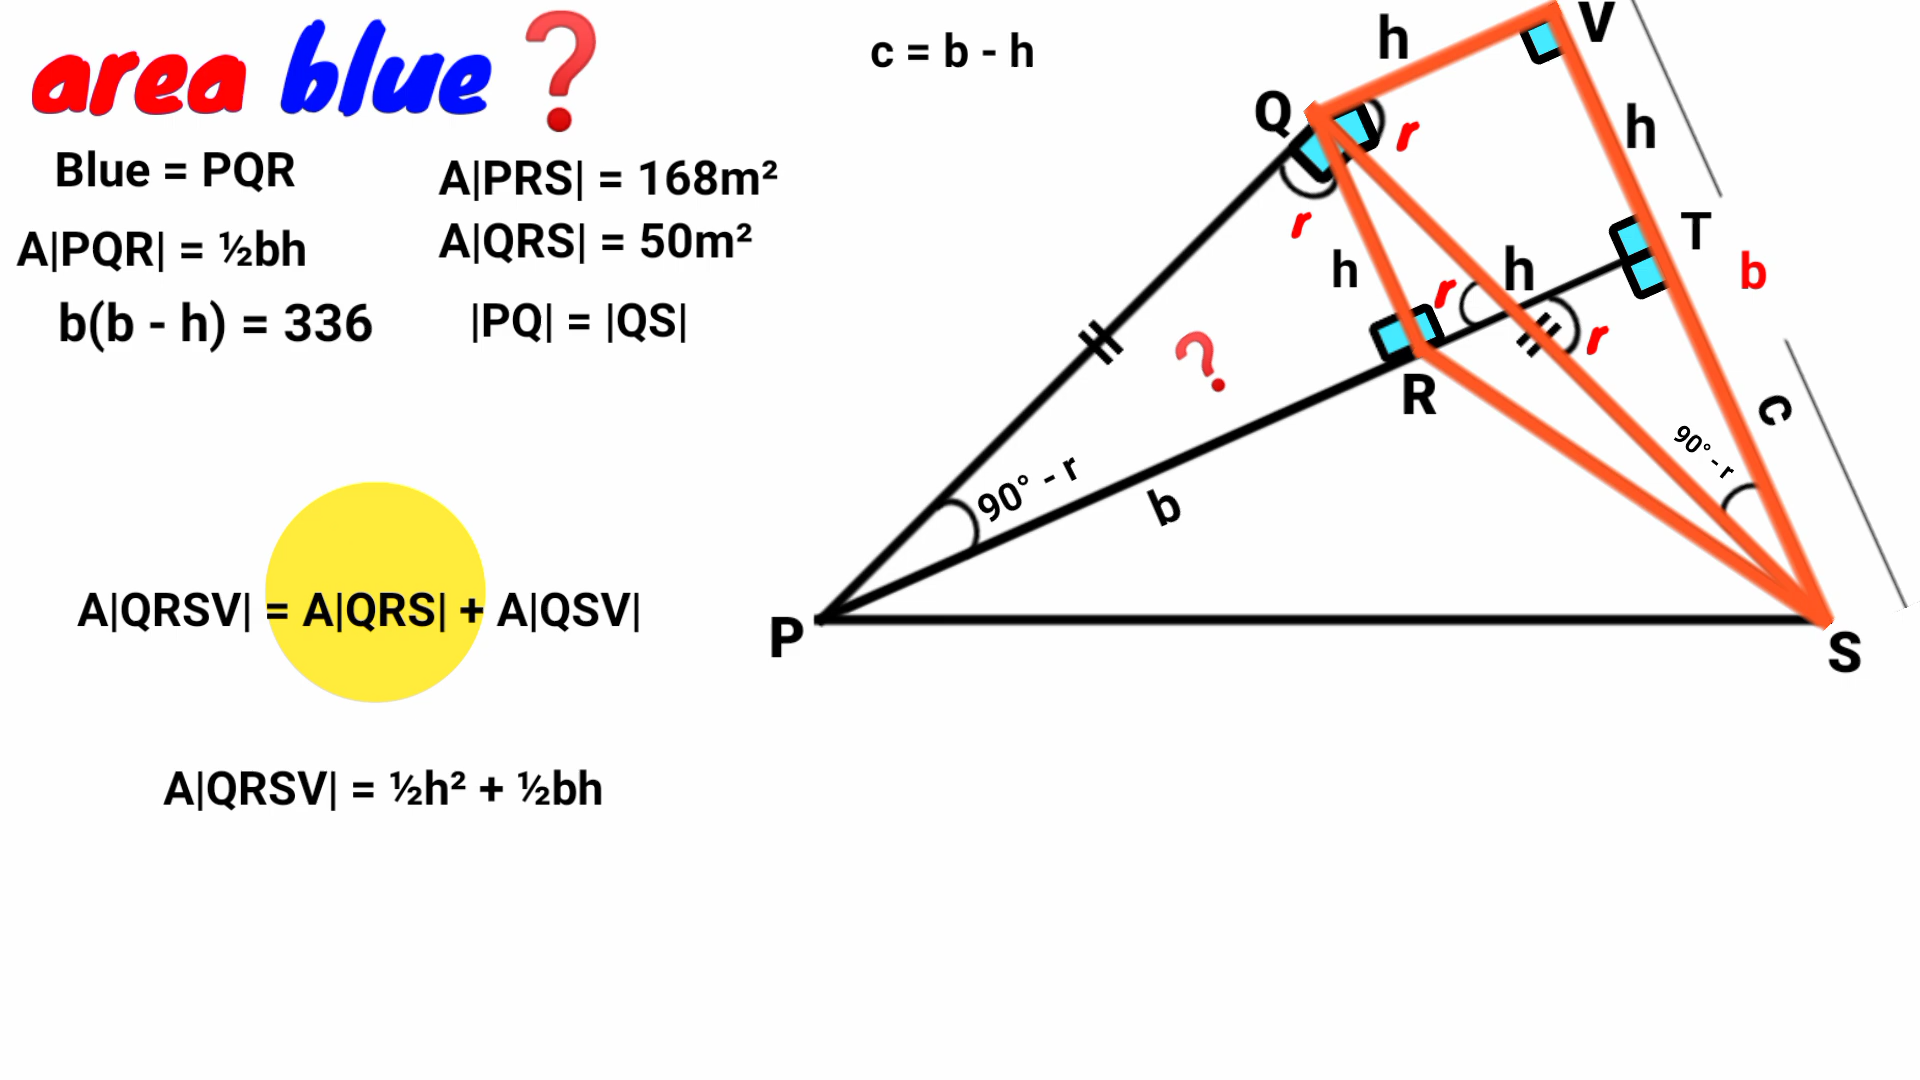 area blue ❓
Blue = PQR
A|PQR| = ½bh
b(b - h) = 336
A|PRS| = 168m²
A|QRS| = 50m²
|PQ| = |QS|
c = b - h
A|QRSV| = A|QRS| + A|QSV|
A|QRSV| = ½h² + ½bh
h
V
Q
r
h
r
T
h
r
h
b
r
R
?
c
90° - r
90° - r
b
P
S